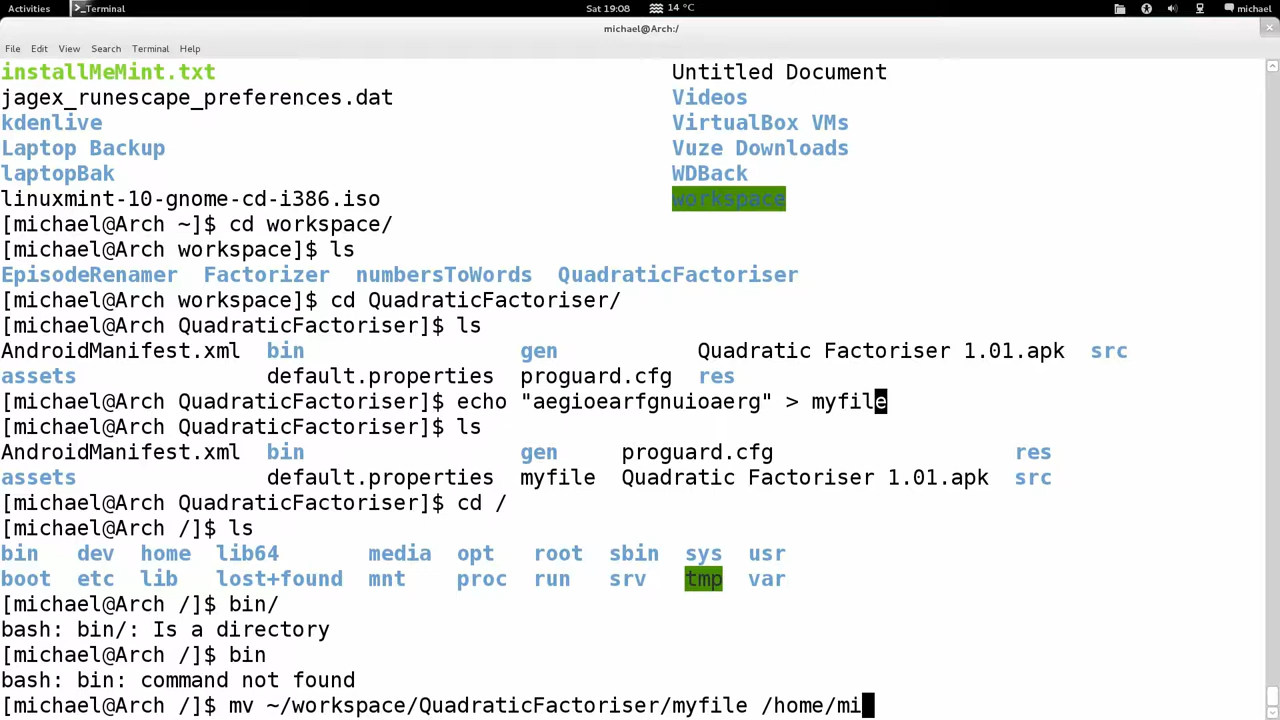 Activities Terminal Sat 19:08 14 °C michael
michael@Arch:/
File Edit View Search Terminal Help
installMeMint.txt Untitled Document
jagex_runescape_preferences.dat Videos
kdenlive VirtualBox VMs
Laptop Backup Vuze Downloads
laptopBak WDBack
linuxmint-10-gnome-cd-i386.iso workspace
[michael@Arch ~]$ cd workspace/
[michael@Arch workspace]$ ls
EpisodeRenamer Factorizer numbersToWords QuadraticFactoriser
[michael@Arch workspace]$ cd QuadraticFactoriser/
[michael@Arch QuadraticFactoriser]$ ls
AndroidManifest.xml bin gen Quadratic Factoriser 1.01.apk src
assets default.properties proguard.cfg res
[michael@Arch QuadraticFactoriser]$ echo "aegioearfgnuioaerg" > myfile
[michael@Arch QuadraticFactoriser]$ ls
AndroidManifest.xml bin gen proguard.cfg res
assets default.properties myfile Quadratic Factoriser 1.01.apk src
[michael@Arch QuadraticFactoriser]$ cd /
[michael@Arch /]$ ls
bin dev home lib64 media opt root sbin sys usr
boot etc lib lost+found mnt proc run srv tmp var
[michael@Arch /]$ bin/
bash: bin/: Is a directory
[michael@Arch /]$ bin
bash: bin: command not found
[michael@Arch /]$ mv ~/workspace/QuadraticFactoriser/myfile /home/mi